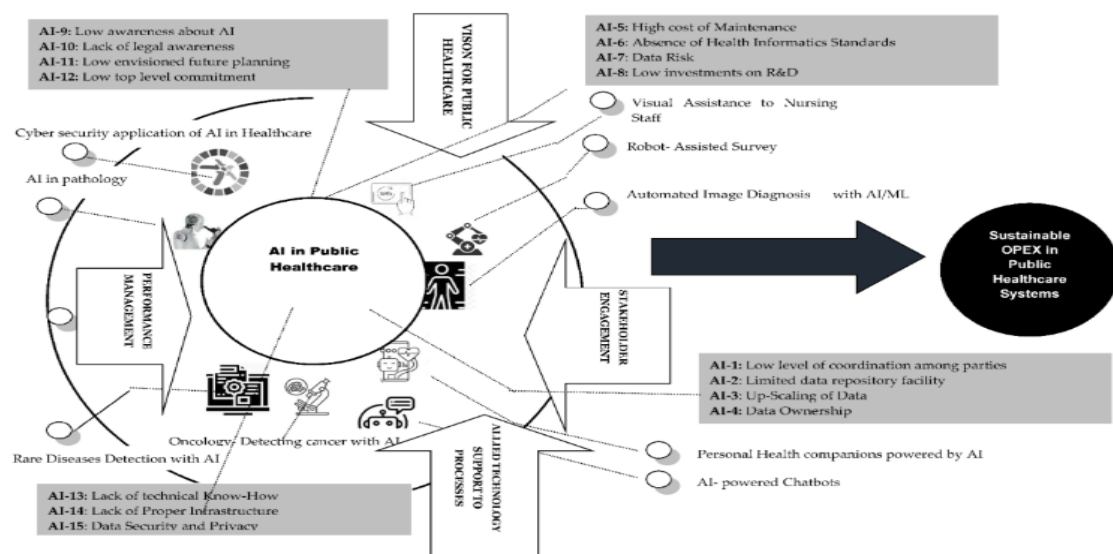 AI-9: Low awareness about AI
AI-10: Lack of legal awareness
AI-11: Low envisioned future planning
AI-12: Low top level commitment
VISON FOR PUBLIC
HEALTHCARE
AI-5: High cost of Maintenance
AI-6: Absence of Health Informatics Standards
AI-7: Data Risk
AI-8: Low investments on R&D
Visual Assistance to Nursing
Staff
Robot- Assisted Survey
Automated Image Diagnosis with AI/ML
Cyber security application of AI in Healthcare
AI in pathology
AI in Public
Healthcare
PERFORMANCE
MANAGEMENT
STAKEHOLDER
ENGAGEMENT
Sustainable
OPEX in
Public
Healthcare
Systems
AI-1: Low level of coordination among parties
AI-2: Limited data repository facility
AI-3: Up-Scaling of Data
AI-4: Data Ownership
Oncology- Detecting cancer with AI
Rare Diseases Detection with AI
ALLIED TECHNOLOGY
SUPPORT TO
PROCESSES
Personal Health companions powered by AI
AI- powered Chatbots
AI-13: Lack of technical Know-How
AI-14: Lack of Proper Infrastructure
AI-15: Data Security and Privacy